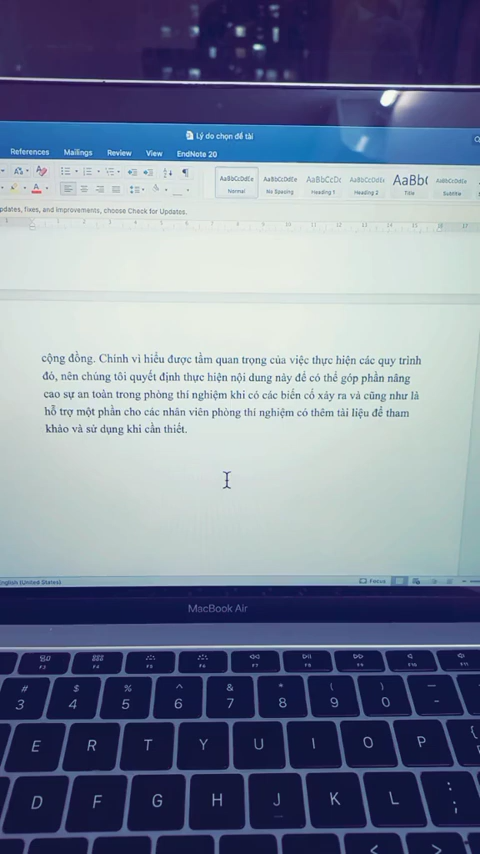 Lý do chọn đề tài
References Mailings Review View EndNote 20
AaBbCcDdEe AaBbCcDdEe AaBbCcDc AaBbCcDdEe AaBb( AaBbCcDdEe
Normal No Spacing Heading 1 Heading 2 Title Subtitle
pdates, fixes, and improvements, choose Check for Updates.
cộng đồng. Chính vì hiểu được tầm quan trọng của việc thực hiện các quy trình
đó, nên chúng tôi quyết định thực hiện nội dung này để có thể góp phần nâng
cao sự an toàn trong phòng thí nghiệm khi có các biến cố xảy ra và cũng như là
hỗ trợ một phần cho các nhân viên phòng thí nghiệm có thêm tài liệu để tham
khảo và sử dụng khi cần thiết.
English (United States) Focus
MacBook Air
F3 F4 F5 F6 F7 F8 F9 F10 F11
# $ % ^ & * ( ) —
3 4 5 6 7 8 9 0 -
E R T Y U I O P {
D F G H J K L :
;
< >